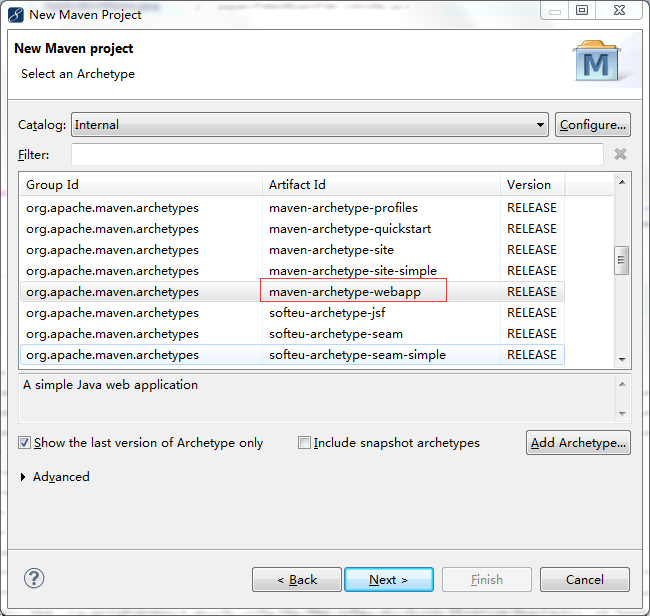 New Maven Project
New Maven project
Select an Archetype
M
Catalog: Internal Configure...
Filter:
Group Id Artifact Id Version
org.apache.maven.archetypes maven-archetype-profiles RELEASE
org.apache.maven.archetypes maven-archetype-quickstart RELEASE
org.apache.maven.archetypes maven-archetype-site RELEASE
org.apache.maven.archetypes maven-archetype-site-simple RELEASE
org.apache.maven.archetypes maven-archetype-webapp RELEASE
org.apache.maven.archetypes softeu-archetype-jsf RELEASE
org.apache.maven.archetypes softeu-archetype-seam RELEASE
org.apache.maven.archetypes softeu-archetype-seam-simple RELEASE
A simple Java web application
Show the last version of Archetype only Include snapshot archetypes Add Archetype...
Advanced
? < Back Next > Finish Cancel